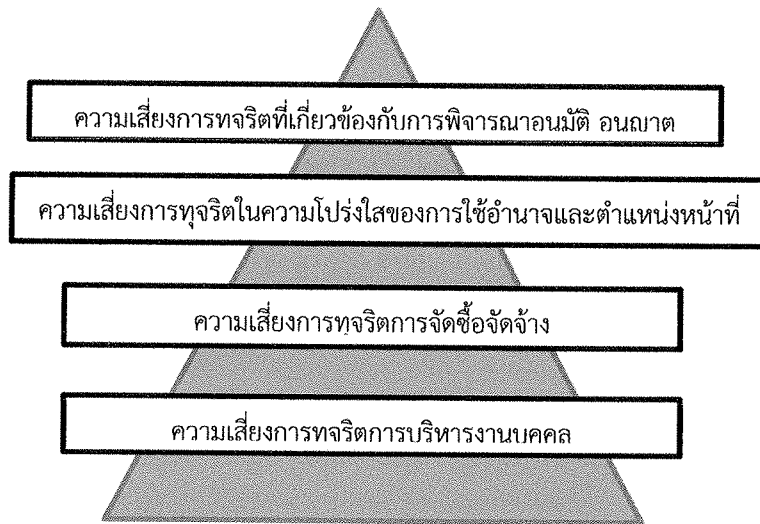 ความเสี่ยงการทุจริตที่เกี่ยวข้องกับการพิจารณาอนมัติ อนญาต
ความเสี่ยงการทุจริตในความโปร่งใสของการใช้อำนาจและตำแหน่งหน้าที่
ความเสี่ยงการทุจริตการจัดซื้อจัดจ้าง
ความเสี่ยงการทจริตการบริหารงานบคคล